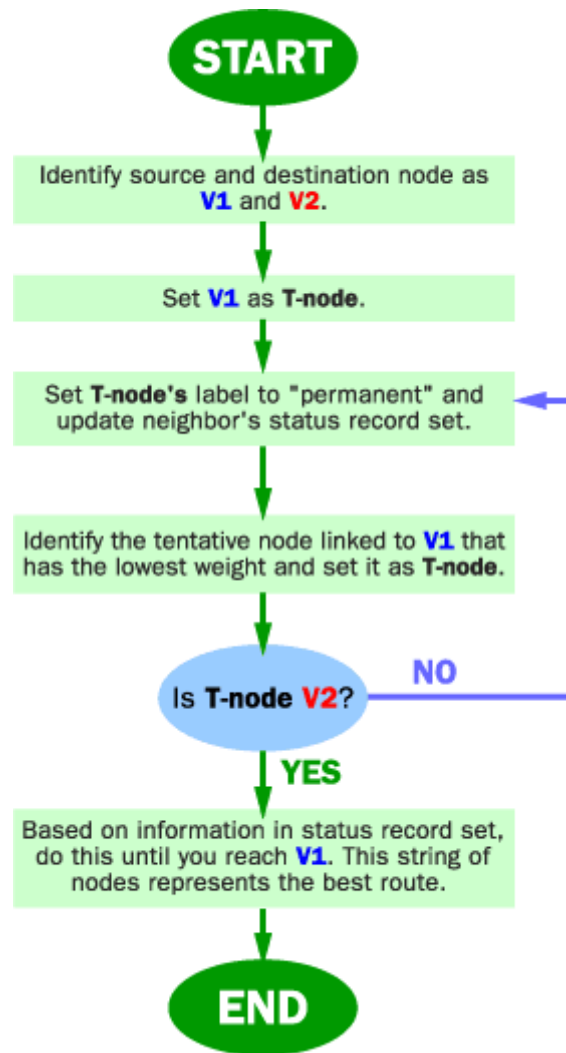 START
Identify source and destination node as
V1 and V2.
Set V1 as T-node.
Set T-node's label to "permanent" and
update neighbor's status record set.
Identify the tentative node linked to V1 that
has the lowest weight and set it as T-node.
Is T-node V2?
NO
YES
Based on information in status record set,
do this until you reach V1. This string of
nodes represents the best route.
END